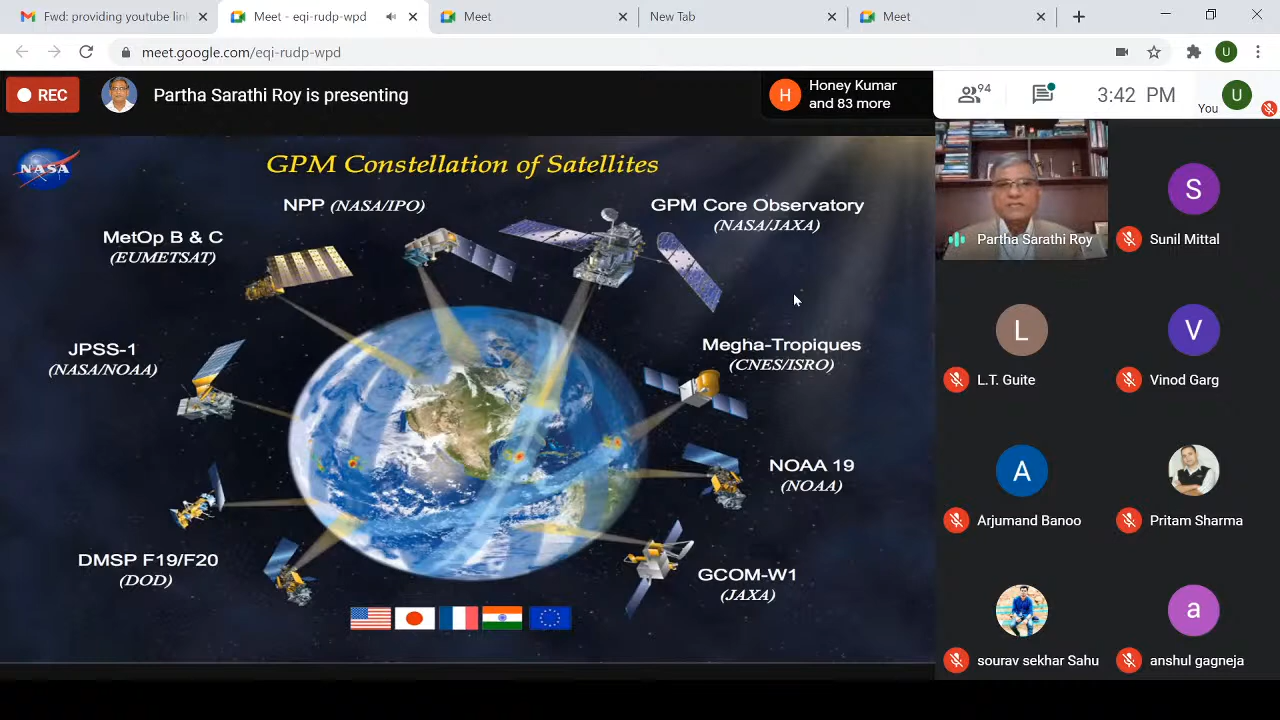 Fwd: providing youtube lin
Meet - eqi-rudp-wpd
Meet
New Tab
Meet
meet.google.com/eqi-rudp-wpd
U
REC
Partha Sarathi Roy is presenting
H
Honey Kumar
and 83 more
94
3:42 PM
You
U
NASA
GPM Constellation of Satellites
NPP (NASA/IPO)
GPM Core Observatory
(NASA/JAXA)
MetOp B & C
(EUMETSAT)
JPSS-1
(NASA/NOAA)
Megha-Tropiques
(CNES/ISRO)
NOAA 19
(NOAA)
DMSP F19/F20
(DOD)
GCOM-W1
(JAXA)
Partha Sarathi Roy
S
Sunil Mittal
L
L.T. Guite
V
Vinod Garg
A
Arjumand Banoo
Pritam Sharma
sourav sekhar Sahu
a
anshul gagneja